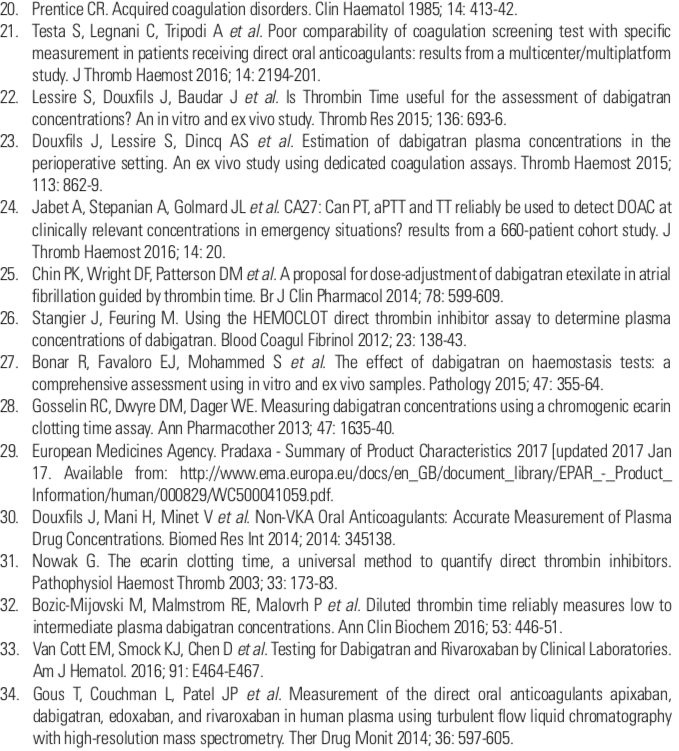 20. Prentice CR. Acquired coagulation disorders. Clin Haematol 1985; 14: 413-42.
21. Testa S, Legnani C, Tripodi A et al. Poor comparability of coagulation screening test with specific
measurement in patients receiving direct oral anticoagulants: results from a multicenter/multiplatform
study. J Thromb Haemost 2016; 14: 2194-201.
22. Lessire S, Douxfils J, Baudar J et al. Is Thrombin Time useful for the assessment of dabigatran
concentrations? An in vitro and ex vivo study. Thromb Res 2015; 136: 693-6.
23. Douxfils J, Lessire S, Dincq AS et al. Estimation of dabigatran plasma concentrations in the
perioperative setting. An ex vivo study using dedicated coagulation assays. Thromb Haemost 2015;
113: 862-9.
24. Jabet A, Stepanian A, Golmard JL et al. CA27: Can PT, aPTT and TT reliably be used to detect DOAC at
clinically relevant concentrations in emergency situations? results from a 660-patient cohort study. J
Thromb Haemost 2016; 14: 20.
25. Chin PK, Wright DF, Patterson DM et al. A proposal for dose-adjustment of dabigatran etexilate in atrial
fibrillation guided by thrombin time. Br J Clin Pharmacol 2014; 78: 599-609.
26. Stangier J, Feuring M. Using the HEMOCLOT direct thrombin inhibitor assay to determine plasma
concentrations of dabigatran. Blood Coagul Fibrinol 2012; 23: 138-43.
27. Bonar R, Favaloro EJ, Mohammed S et al. The effect of dabigatran on haemostasis tests: a
comprehensive assessment using in vitro and ex vivo samples. Pathology 2015; 47: 355-64.
28. Gosselin RC, Dwyre DM, Dager WE. Measuring dabigatran concentrations using a chromogenic ecarin
clotting time assay. Ann Pharmacother 2013; 47: 1635-40.
29. European Medicines Agency. Pradaxa - Summary of Product Characteristics 2017 [updated 2017 Jan
17. Available from: http://www.ema.europa.eu/docs/en_GB/document_library/EPAR_-_Product_
Information/human/000829/WC500041059.pdf.
30. Douxfils J, Mani H, Minet V et al. Non-VKA Oral Anticoagulants: Accurate Measurement of Plasma
Drug Concentrations. Biomed Res Int 2014; 2014: 345138.
31. Nowak G. The ecarin clotting time, a universal method to quantify direct thrombin inhibitors.
Pathophysiol Haemost Thromb 2003; 33: 173-83.
32. Bozic-Mijovski M, Malmstrom RE, Malovrh P et al. Diluted thrombin time reliably measures low to
intermediate plasma dabigatran concentrations. Ann Clin Biochem 2016; 53: 446-51.
33. Van Cott EM, Smock KJ, Chen D et al. Testing for Dabigatran and Rivaroxaban by Clinical Laboratories.
Am J Hematol. 2016; 91: E464-E467.
34. Gous T, Couchman L, Patel JP et al. Measurement of the direct oral anticoagulants apixaban,
dabigatran, edoxaban, and rivaroxaban in human plasma using turbulent flow liquid chromatography
with high-resolution mass spectrometry. Ther Drug Monit 2014; 36: 597-605.